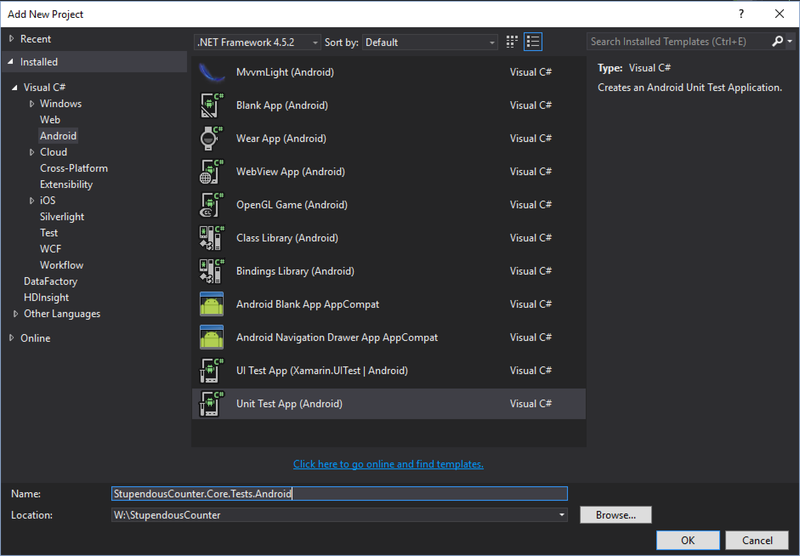 Add New Project
? ×
Recent
.NET Framework 4.5.2 Sort by: Default
Search Installed Templates (Ctrl+E)
Installed
Visual C#
Windows
Web
Android
Cloud
Cross-Platform
Extensibility
iOS
Silverlight
Test
WCF
Workflow
DataFactory
HDInsight
Other Languages
Online
MvvmLight (Android) Visual C#
Blank App (Android) Visual C#
Wear App (Android) Visual C#
WebView App (Android) Visual C#
OpenGL Game (Android) Visual C#
Class Library (Android) Visual C#
Bindings Library (Android) Visual C#
Android Blank App AppCompat Visual C#
Android Navigation Drawer App AppCompat Visual C#
UI Test App (Xamarin.UITest | Android) Visual C#
Unit Test App (Android) Visual C#
Type: Visual C#
Creates an Android Unit Test Application.
Click here to go online and find templates.
Name: StupendousCounter.Core.Tests.Android
Location: W:\StupendousCounter
Browse...
OK Cancel